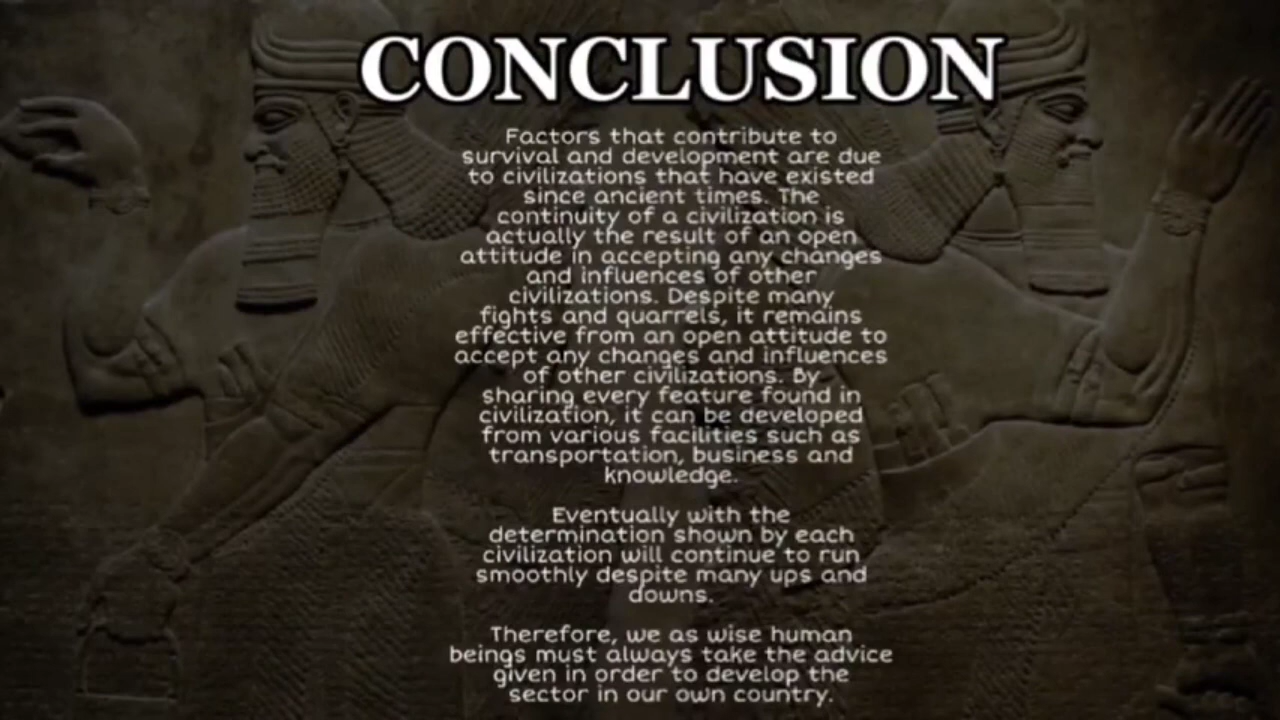 CONCLUSION
Factors that contribute to
survival and development are due
to civilizations that have existed
since ancient times. The
continuity of a civilization is
actually the result of an open
attitude in accepting any changes
and influences of other
civilizations. Despite many
fights and quarrels, it remains
effective from an open attitude to
accept any changes and influences
of other civilizations. By
sharing every feature found in
civilization, it can be developed
from various facilities such as
transportation, business and
knowledge.
Eventually with the
determination shown by each
civilization will continue to run
smoothly despite many ups and
downs.
Therefore, we as wise human
beings must always take the advice
given in order to develop the
sector in our own country.